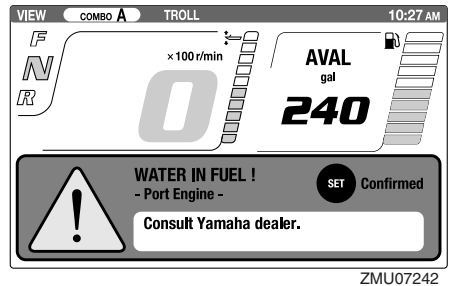 VIEW COMBO A TROLL 10:27 AM
F
N
R
×100 r/min
0
AVAL
gal
240
WATER IN FUEL !
- Port Engine -
SET Confirmed
Consult Yamaha dealer.
ZMU07242